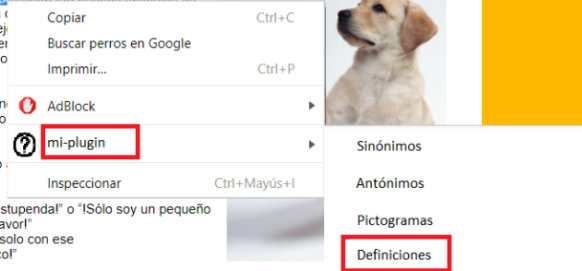 Copiar Ctrl+C
Buscar perros en Google
Imprimir... Ctrl+P
AdBlock
mi-plugin
Sinónimos
Inspeccionar Ctrl+Mayús+I
Antónimos
stupenda!" o "!Sólo soy un pequeño
Pictogramas
avor!"
solo con ese
Definiciones
co!"